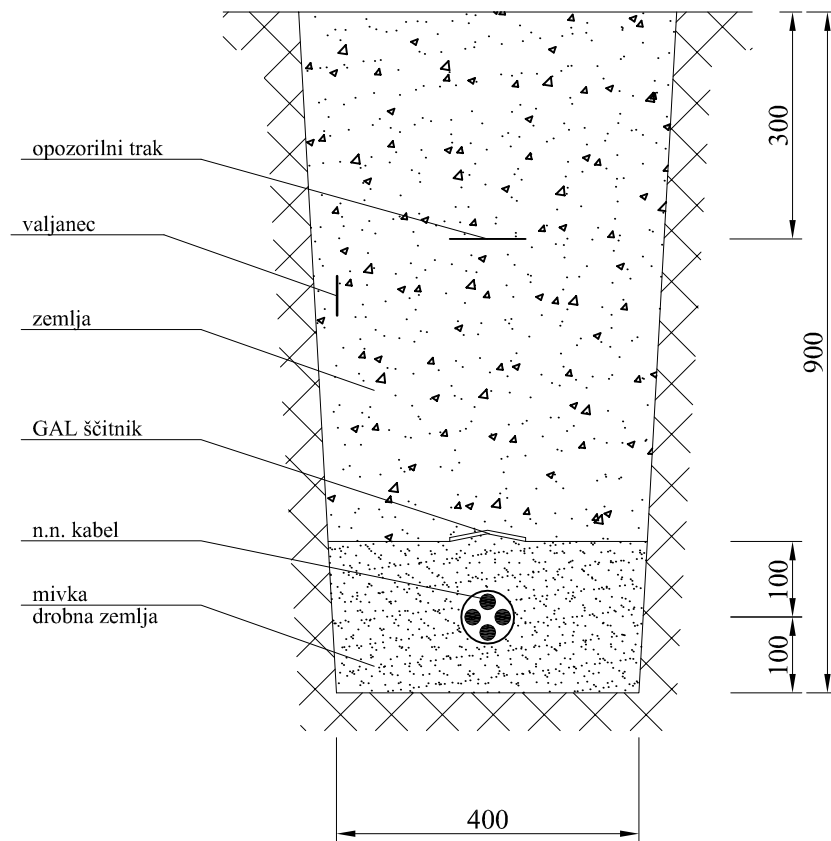 opozorilni trak
valjanec
zemlja
GAL ščitnik
n.n. kabel
mivka
drobna zemlja
300
900
100
100
400